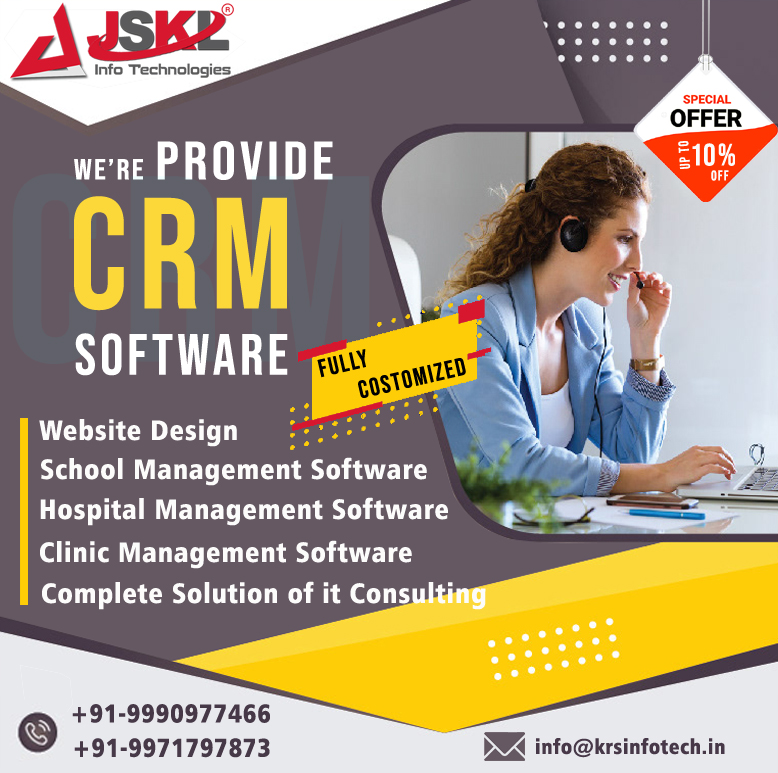 JSKL®
Info Technologies
SPECIAL
OFFER
UP TO 10%
OFF
WE'RE PROVIDE
CRM
CRM
SOFTWARE
FULLY
COSTOMIZED
Website Design
School Management Software
Hospital Management Software
Clinic Management Software
Complete Solution of it Consulting
+91-9990977466
+91-9971797873
info@krsinfotech.in